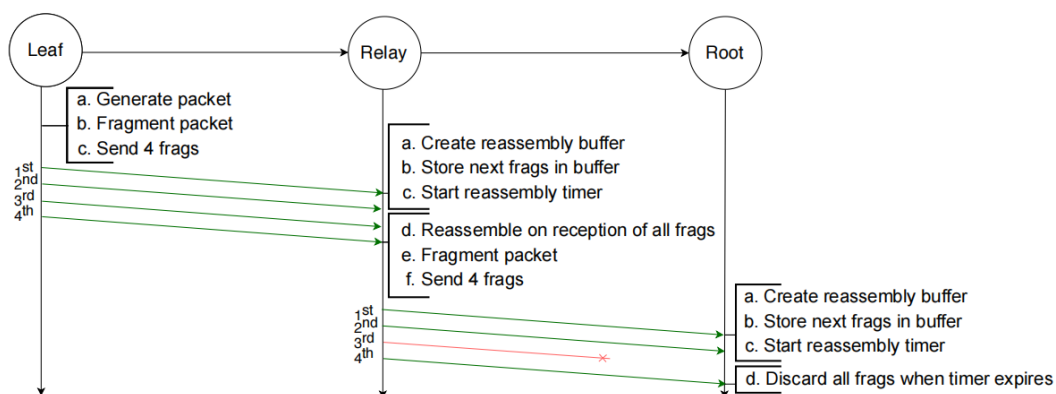 Leaf
Relay
Root
a. Generate packet
b. Fragment packet
c. Send 4 frags
1st
2nd
3rd
4th
a. Create reassembly buffer
b. Store next frags in buffer
c. Start reassembly timer
d. Reassemble on reception of all frags
e. Fragment packet
f. Send 4 frags
1st
2nd
3rd
4th
a. Create reassembly buffer
b. Store next frags in buffer
c. Start reassembly timer
d. Discard all frags when timer expires